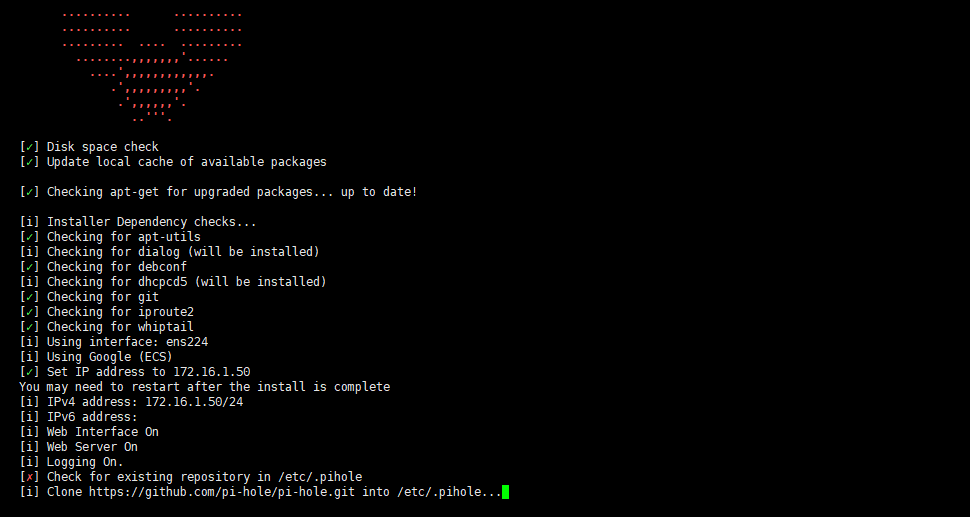 [✓] Disk space check
[✓] Update local cache of available packages
[✓] Checking apt-get for upgraded packages... up to date!
[i] Installer Dependency checks...
[✓] Checking for apt-utils
[i] Checking for dialog (will be installed)
[✓] Checking for debconf
[i] Checking for dhcpcd5 (will be installed)
[✓] Checking for git
[✓] Checking for iproute2
[✓] Checking for whiptail
[i] Using interface: ens224
[i] Using Google (ECS)
[✓] Set IP address to 172.16.1.50
You may need to restart after the install is complete
[i] IPv4 address: 172.16.1.50/24
[i] IPv6 address:
[i] Web Interface On
[i] Web Server On
[i] Logging On.
[✗] Check for existing repository in /etc/.pihole
[i] Clone https://github.com/pi-hole/pi-hole.git into /etc/.pihole...